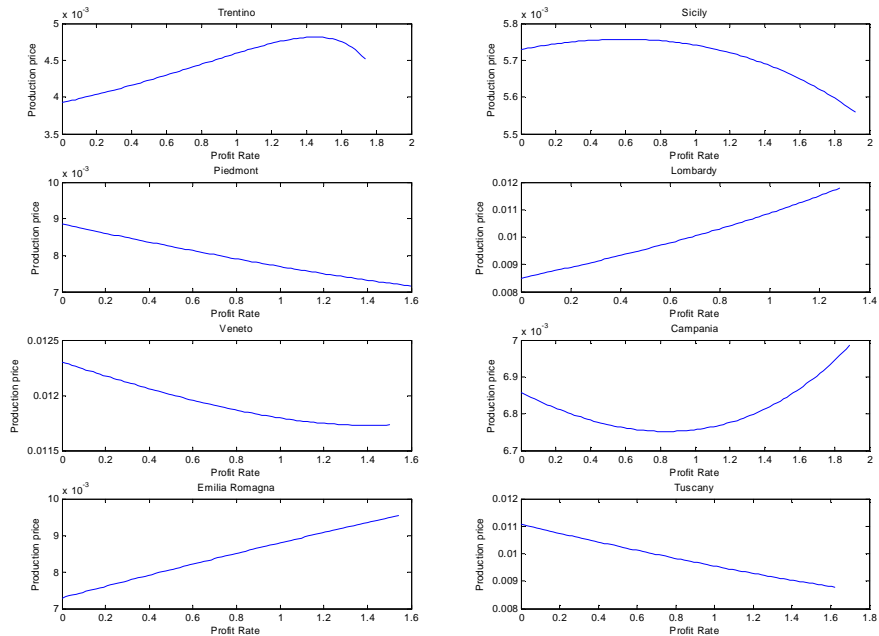 x 10⁻³
Trentino
5
4.5
4
3.5
Production price
0 0.2 0.4 0.6 0.8 1 1.2 1.4 1.6 1.8 2
Profit Rate
x 10⁻³
Sicily
5.8
5.7
5.6
5.5
Production price
0 0.2 0.4 0.6 0.8 1 1.2 1.4 1.6 1.8 2
Profit Rate
x 10⁻³
Piedmont
10
9
8
7
Production price
0 0.2 0.4 0.6 0.8 1 1.2 1.4 1.6
Profit Rate
Lombardy
0.012
0.01
0.009
0.008
Production price
0 0.2 0.4 0.6 0.8 1 1.2 1.4
Profit Rate
Veneto
0.0125
0.012
0.0115
Production price
0 0.2 0.4 0.6 0.8 1 1.2 1.4 1.6
Profit Rate
x 10⁻³
Campania
7
6.9
6.8
6.7
Production price
0 0.2 0.4 0.6 0.8 1 1.2 1.4 1.6 1.8 2
Profit Rate
x 10⁻³
Emilia Romagna
10
9
8
7
Production price
0 0.2 0.4 0.6 0.8 1 1.2 1.4 1.6
Profit Rate
Tuscany
0.012
0.011
0.01
0.009
0.008
Production price
0 0.2 0.4 0.6 0.8 1 1.2 1.4 1.6 1.8
Profit Rate